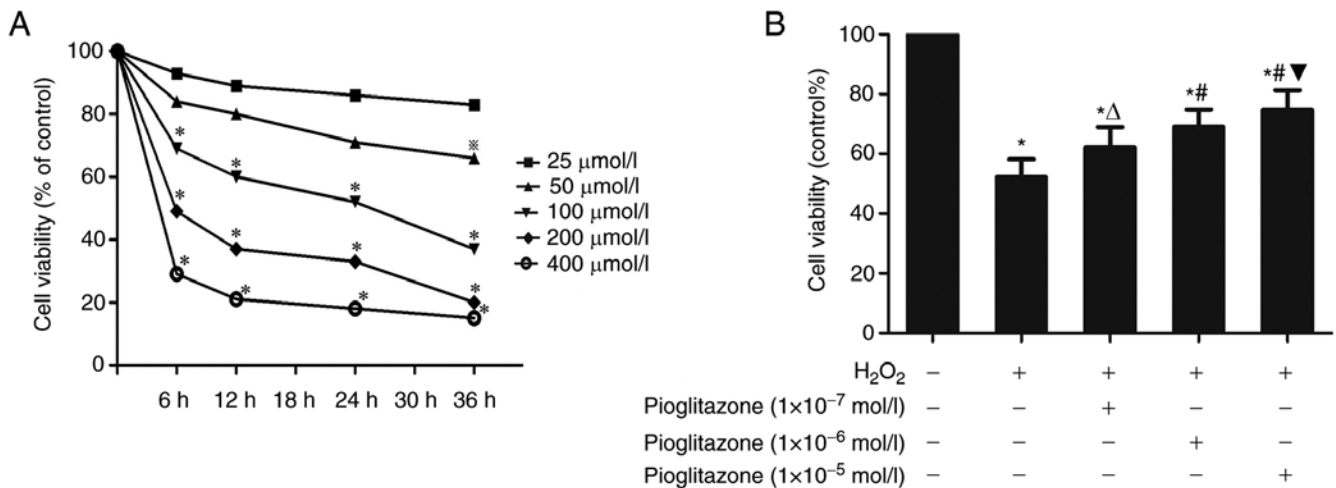 A
Cell viability (% of control)
100
80
60
40
20
0
* * * ※
* * * *
* * * *
* * * *
6 h 12 h 18 h 24 h 30 h 36 h
25 μmol/l
50 μmol/l
100 μmol/l
200 μmol/l
400 μmol/l
B
Cell viability (control%)
100
80
60
40
20
0
* *Δ *# *#▼
H₂O₂ – + + + +
Pioglitazone (1×10⁻⁷ mol/l) – – + – –
Pioglitazone (1×10⁻⁶ mol/l) – – – + –
Pioglitazone (1×10⁻⁵ mol/l) – – – – +